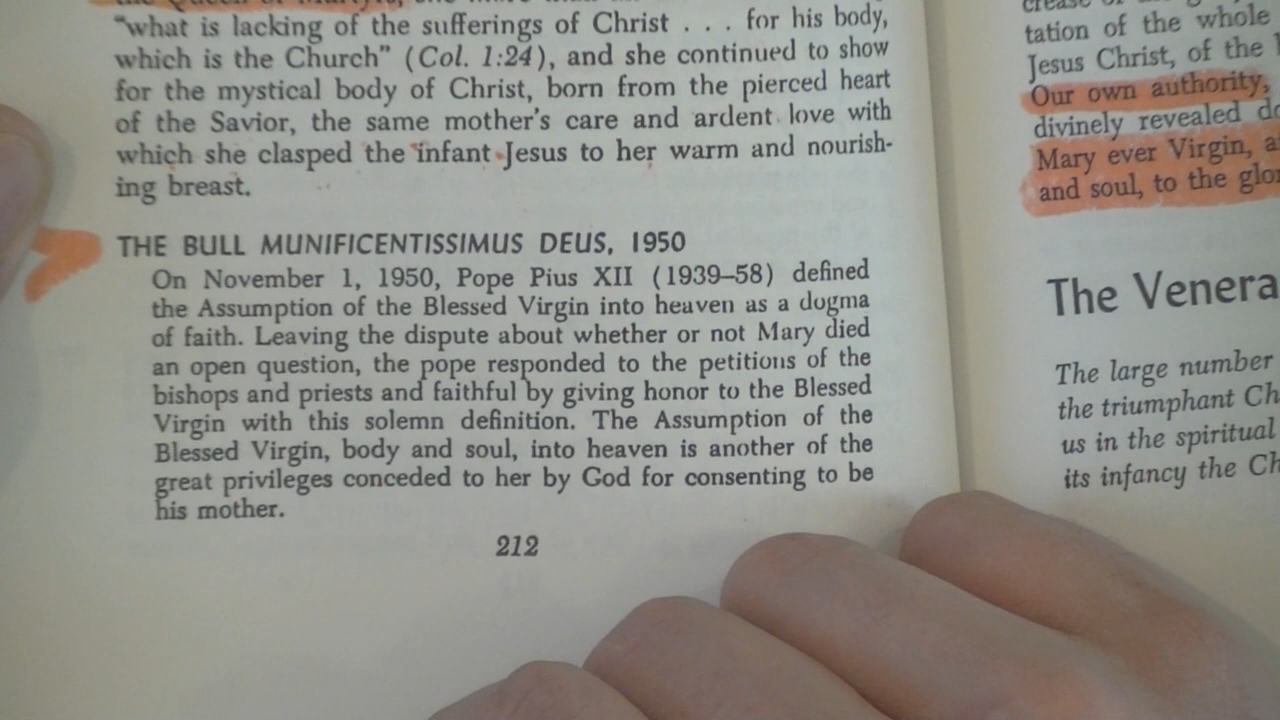 the Queen of Martyrs,
"what is lacking of the sufferings of Christ . . . for his body,
which is the Church" (Col. 1:24), and she continued to show
for the mystical body of Christ, born from the pierced heart
of the Savior, the same mother's care and ardent love with
which she clasped the infant Jesus to her warm and nourish-
ing breast.
THE BULL MUNIFICENTISSIMUS DEUS, 1950
On November 1, 1950, Pope Pius XII (1939–58) defined
the Assumption of the Blessed Virgin into heaven as a dogma
of faith. Leaving the dispute about whether or not Mary died
an open question, the pope responded to the petitions of the
bishops and priests and faithful by giving honor to the Blessed
Virgin with this solemn definition. The Assumption of the
Blessed Virgin, body and soul, into heaven is another of the
great privileges conceded to her by God for consenting to be
his mother.
212
tation of the whole
Jesus Christ, of the
Our own authority,
divinely revealed
Mary ever Virgin,
and soul, to the
The
The large number
the triumphant
us in the spiritual
its infancy the